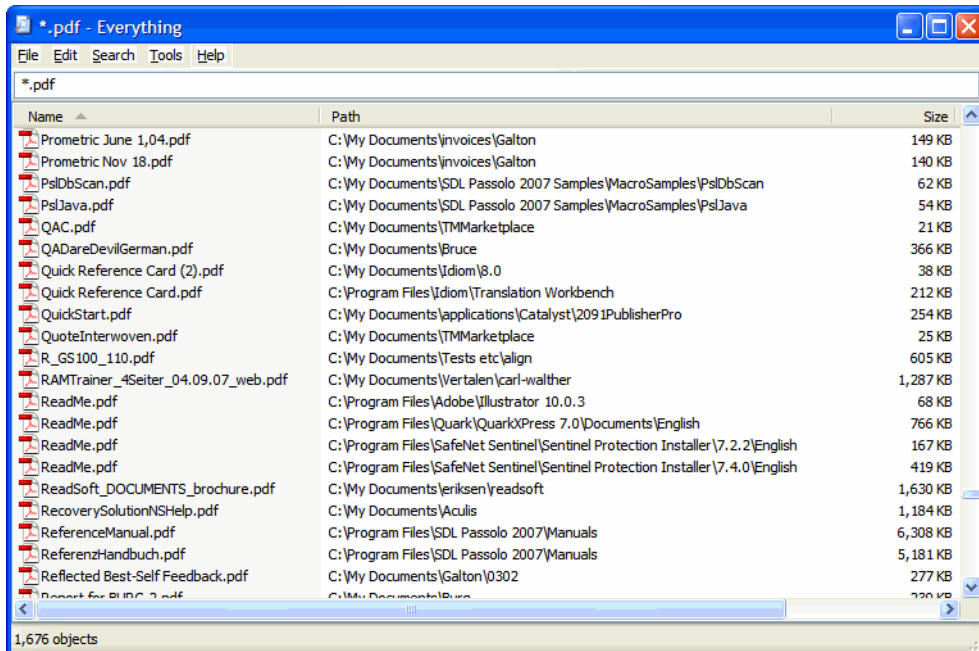 *.pdf - Everything
File Edit Search Tools Help
*.pdf
Name Path Size
Prometric June 1,04.pdf C:\My Documents\invoices\Galton 149 KB
Prometric Nov 18.pdf C:\My Documents\invoices\Galton 140 KB
PslDbScan.pdf C:\My Documents\SDL Passolo 2007 Samples\MacroSamples\PslDbScan 62 KB
PslJava.pdf C:\My Documents\SDL Passolo 2007 Samples\MacroSamples\PslJava 54 KB
QAC.pdf C:\My Documents\TMMarketplace 21 KB
QADareDevilGerman.pdf C:\My Documents\Bruce 366 KB
Quick Reference Card (2).pdf C:\My Documents\Idiom\8.0 38 KB
Quick Reference Card.pdf C:\Program Files\Idiom\Translation Workbench 212 KB
QuickStart.pdf C:\My Documents\applications\Catalyst\2091PublisherPro 254 KB
QuoteInterwoven.pdf C:\My Documents\TMMarketplace 25 KB
R_GS100_110.pdf C:\My Documents\Tests etc\align 605 KB
RAMTrainer_4Seiter_04.09.07_web.pdf C:\My Documents\Vertalen\carl-walther 1,287 KB
ReadMe.pdf C:\Program Files\Adobe\Illustrator 10.0.3 68 KB
ReadMe.pdf C:\Program Files\Quark\QuarkXPress 7.0\Documents\English 766 KB
ReadMe.pdf C:\Program Files\SafeNet Sentinel\Sentinel Protection Installer\7.2.2\English 167 KB
ReadMe.pdf C:\Program Files\SafeNet Sentinel\Sentinel Protection Installer\7.4.0\English 419 KB
ReadSoft_DOCUMENTS_brochure.pdf C:\My Documents\eriksen\readsoft 1,630 KB
RecoverySolutionNSHelp.pdf C:\My Documents\Aculis 1,184 KB
ReferenceManual.pdf C:\Program Files\SDL Passolo 2007\Manuals 6,308 KB
ReferenzHandbuch.pdf C:\Program Files\SDL Passolo 2007\Manuals 5,181 KB
Reflected Best-Self Feedback.pdf C:\My Documents\Galton\0302 277 KB
Report for C:\My Documents\Burg 230 KB
1,676 objects